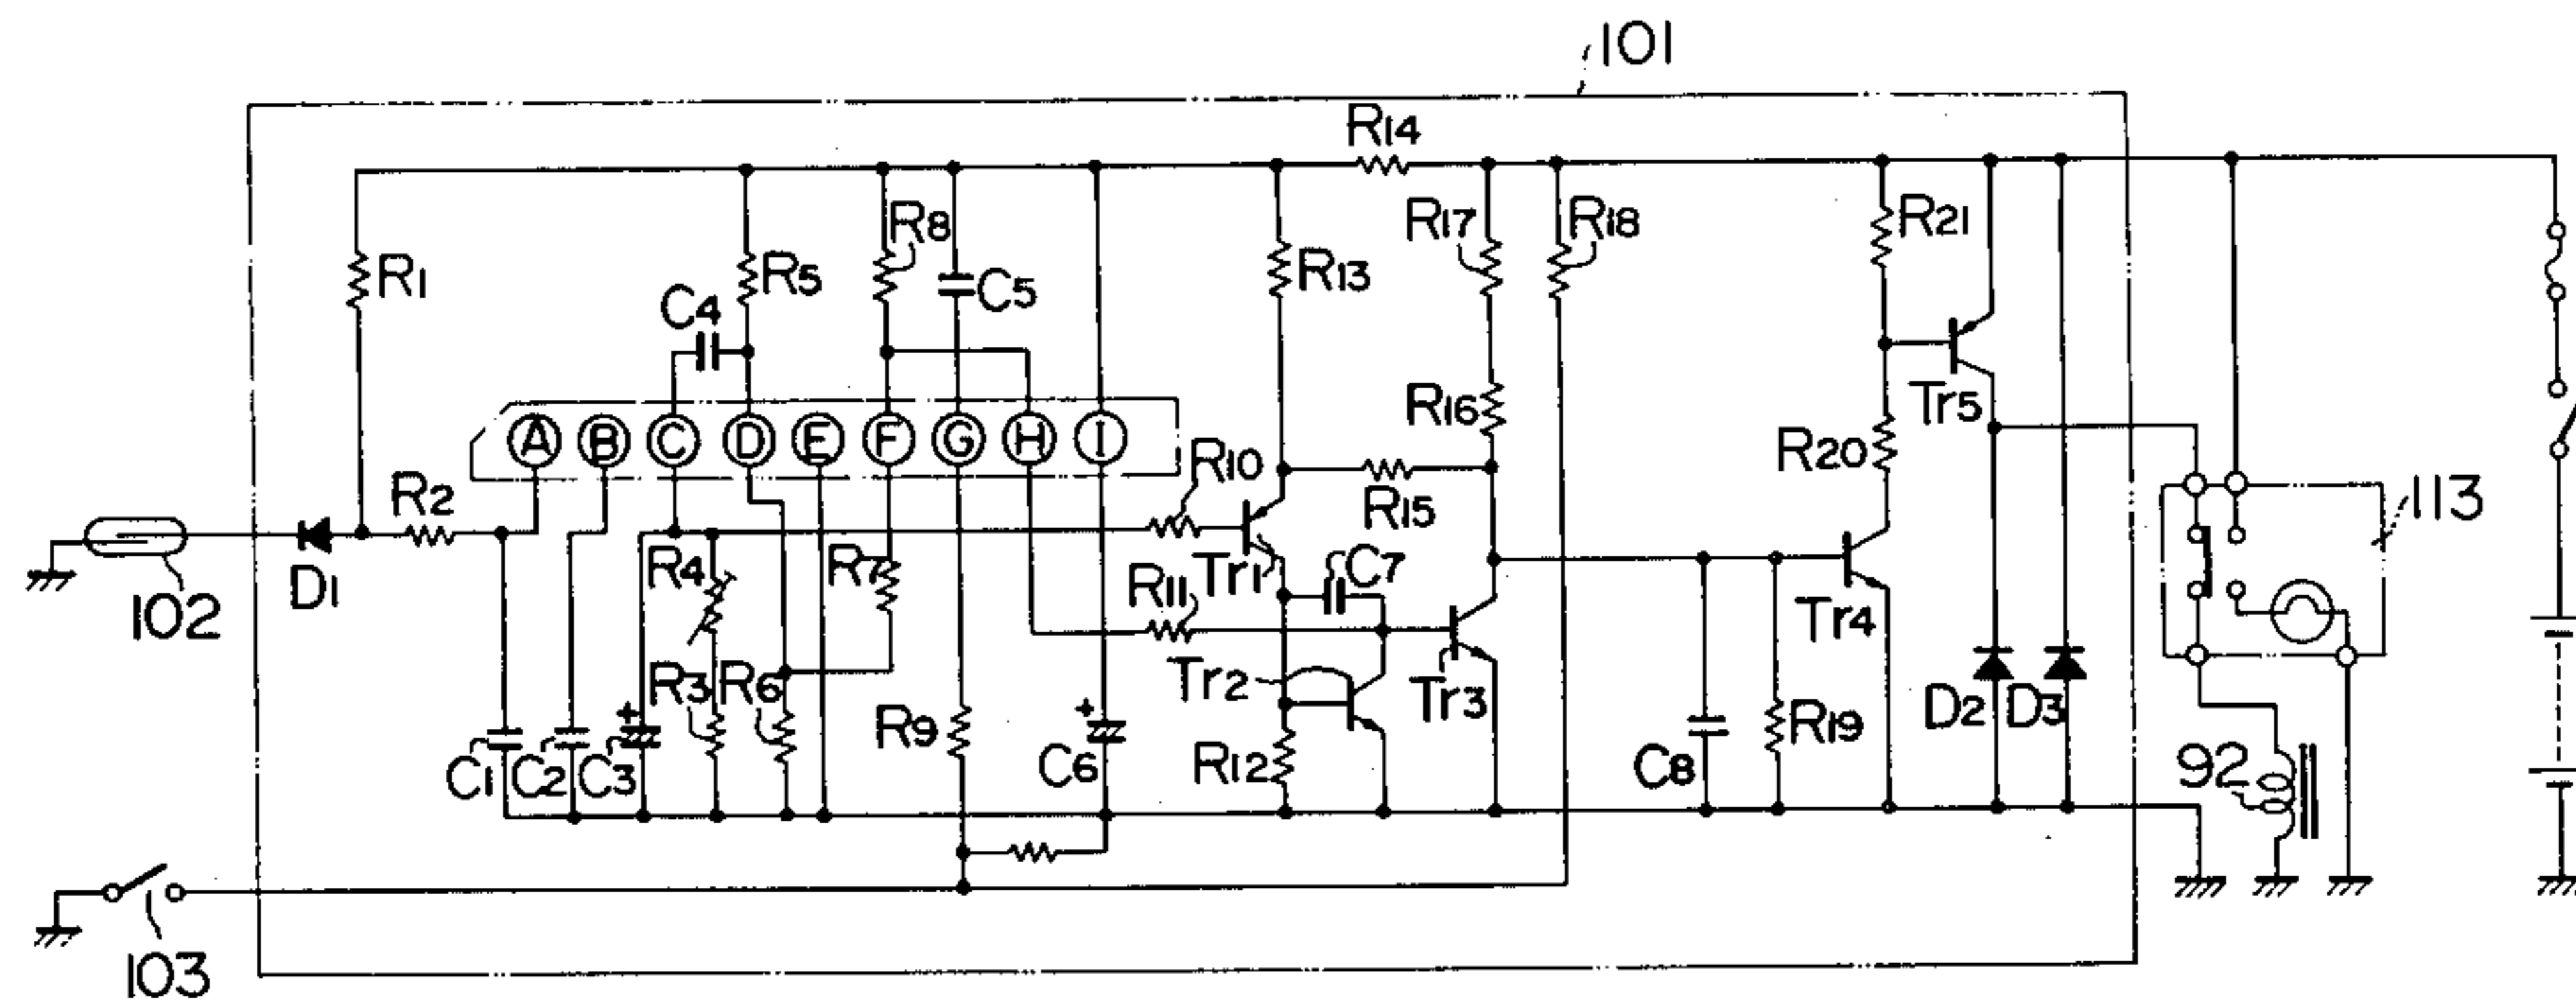 101
R14
R1
C4
R5
R8
C5
R13
R17
R18
R21
Tr5
A B C D E F G H I
R2
R10
R15
R16
R20
113
102
D1
R4
R7
R11
Tr1
C7
Tr2
Tr3
Tr4
R3
R6
R9
+
+
C1
C2
C3
C6
R12
C8
R19
D2
D3
92
103